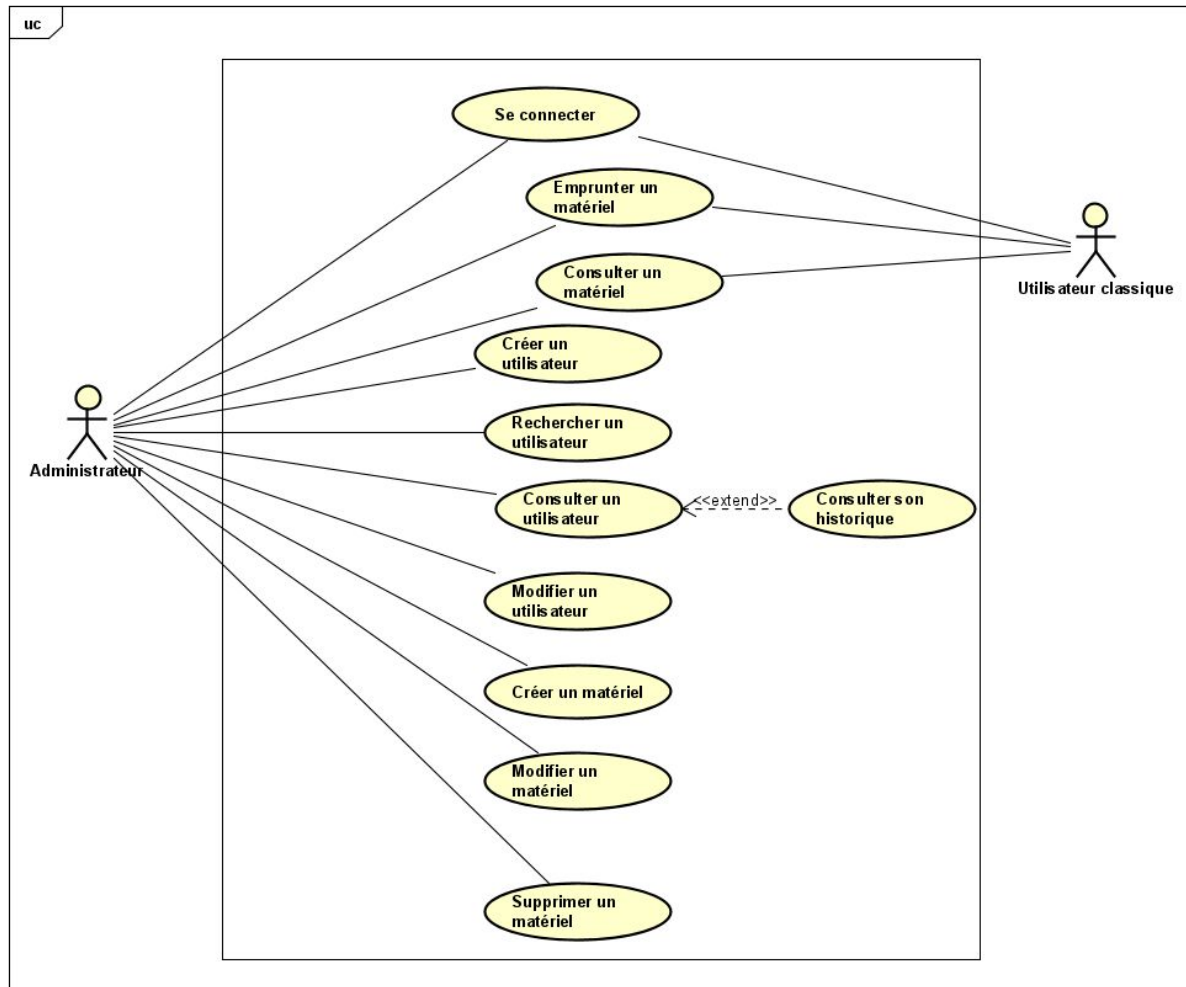 uc
Se connecter
Emprunter un
matériel
Consulter un
matériel
Utilisateur classique
Créer un
utilisateur
Rechercher un
utilisateur
Administrateur
Consulter un
utilisateur
<<extend>>
Consulter son
historique
Modifier un
utilisateur
Créer un matériel
Modifier un
matériel
Supprimer un
matériel